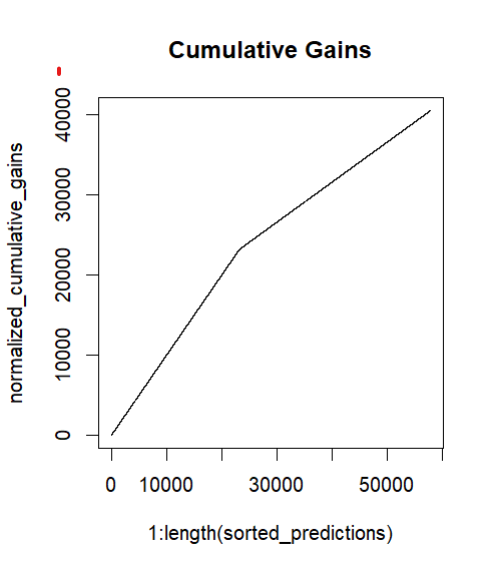 Cumulative Gains
normalized_cumulative_gains
40000
30000
20000
10000
0
0 10000 30000 50000
1:length(sorted_predictions)